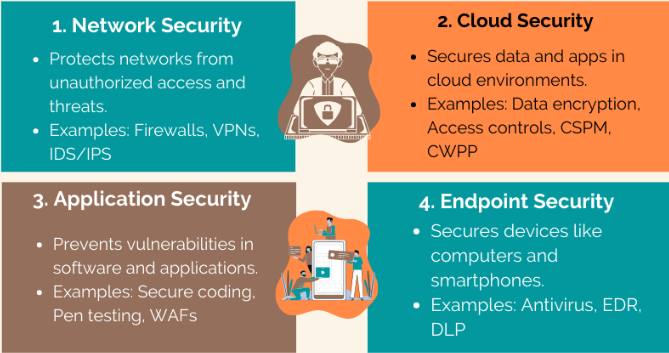 1. Network Security
• Protects networks from
unauthorized access and
threats.
• Examples: Firewalls, VPNs,
IDS/IPS
2. Cloud Security
• Secures data and apps in
cloud environments.
• Examples: Data encryption,
Access controls, CSPM,
CWPP
3. Application Security
• Prevents vulnerabilities in
software and applications.
• Examples: Secure coding,
Pen testing, WAFs
4. Endpoint Security
• Secures devices like
computers and
smartphones.
• Examples: Antivirus, EDR,
DLP